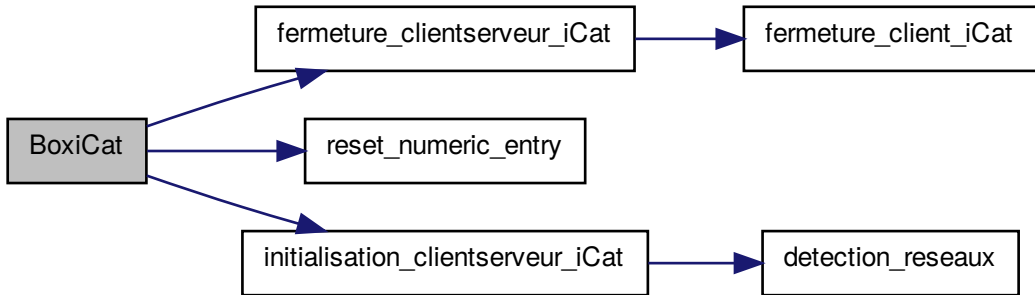 fermeture_clientserveur_iCat
fermeture_client_iCat
BoxiCat
reset_numeric_entry
initialisation_clientserveur_iCat
detection_reseaux